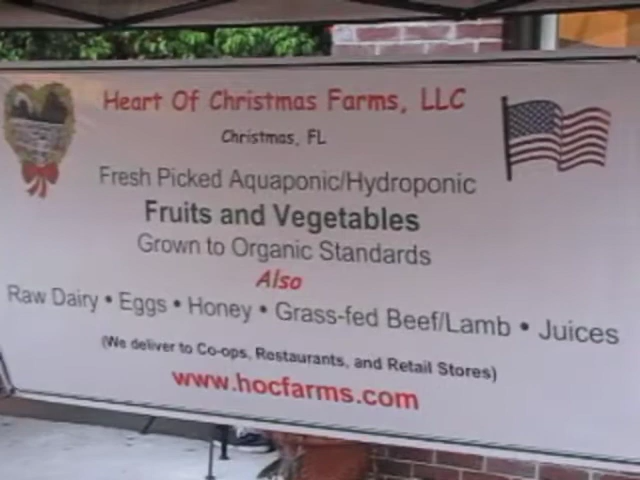 Heart Of Christmas Farms, LLC
Christmas, FL
Fresh Picked Aquaponic/Hydroponic
Fruits and Vegetables
Grown to Organic Standards
Also
Raw Dairy • Eggs • Honey • Grass-fed Beef/Lamb • Juices
(We deliver to Co-ops, Restaurants, and Retail Stores)
www.hocfarms.com